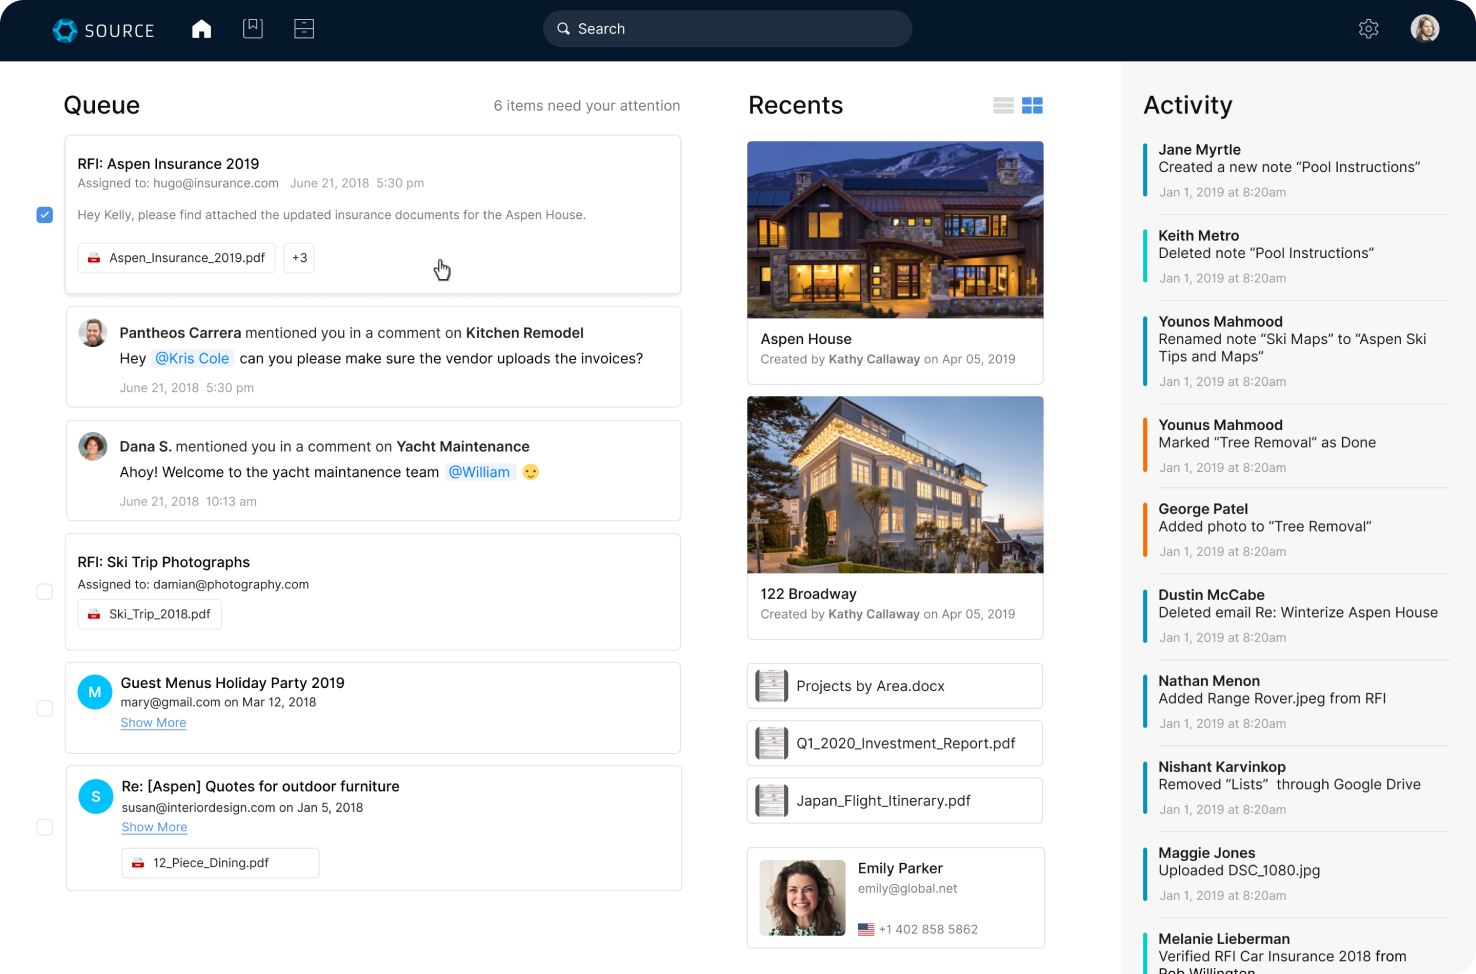 SOURCE
Search
Queue
6 items need your attention
RFI: Aspen Insurance 2019
Assigned to: hugo@insurance.com June 21, 2018 5:30 pm
Hey Kelly, please find attached the updated insurance documents for the Aspen House.
Aspen_Insurance_2019.pdf +3
Pantheos Carrera mentioned you in a comment on Kitchen Remodel
Hey @Kris Cole can you please make sure the vendor uploads the invoices?
June 21, 2018 5:30 pm
Dana S. mentioned you in a comment on Yacht Maintenance
Ahoy! Welcome to the yacht maintanence team @William
June 21, 2018 10:13 am
RFI: Ski Trip Photographs
Assigned to: damian@photography.com
Ski_Trip_2018.pdf
M
Guest Menus Holiday Party 2019
mary@gmail.com on Mar 12, 2018
Show More
S
Re: [Aspen] Quotes for outdoor furniture
susan@interiordesign.com on Jan 5, 2018
Show More
12_Piece_Dining.pdf
Recents
Aspen House
Created by Kathy Callaway on Apr 05, 2019
122 Broadway
Created by Kathy Callaway on Apr 05, 2019
Projects by Area.docx
Q1_2020_Investment_Report.pdf
Japan_Flight_Itinerary.pdf
Emily Parker
emily@global.net
+1 402 858 5862
Activity
Jane Myrtle
Created a new note “Pool Instructions”
Jan 1, 2019 at 8:20am
Keith Metro
Deleted note “Pool Instructions”
Jan 1, 2019 at 8:20am
Younos Mahmood
Renamed note “Ski Maps” to “Aspen Ski
Tips and Maps”
Jan 1, 2019 at 8:20am
Younus Mahmood
Marked “Tree Removal” as Done
Jan 1, 2019 at 8:20am
George Patel
Added photo to “Tree Removal”
Jan 1, 2019 at 8:20am
Dustin McCabe
Deleted email Re: Winterize Aspen House
Jan 1, 2019 at 8:20am
Nathan Menon
Added Range Rover.jpeg from RFI
Jan 1, 2019 at 8:20am
Nishant Karvinkop
Removed “Lists” through Google Drive
Jan 1, 2019 at 8:20am
Maggie Jones
Uploaded DSC_1080.jpg
Jan 1, 2019 at 8:20am
Melanie Lieberman
Verified RFI Car Insurance 2018 from
Rob Willington